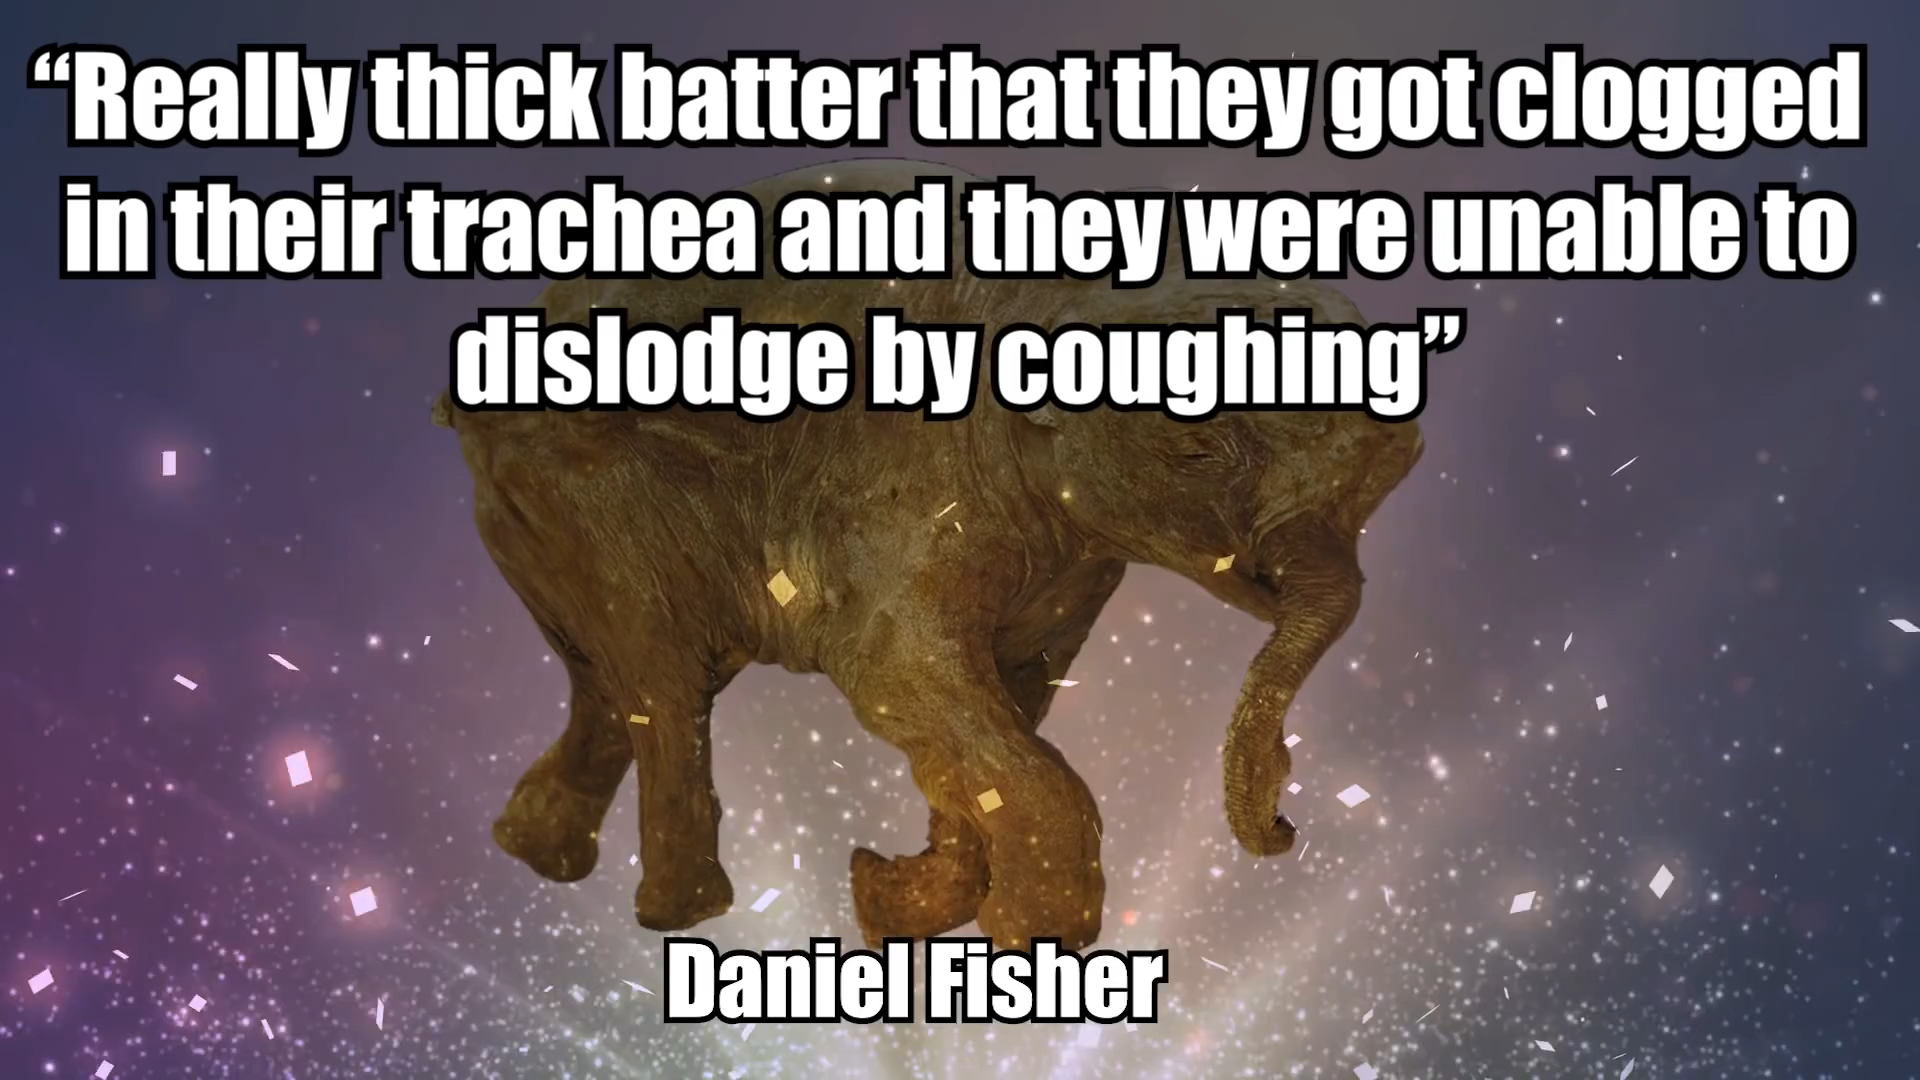 “Really thick batter that they got clogged
in their trachea and they were unable to
dislodge by coughing”
Daniel Fisher